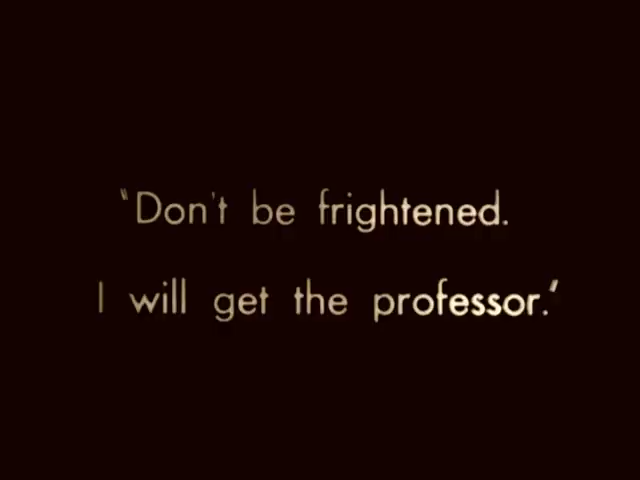 ‵Don't be frightened.
I will get the professor.′